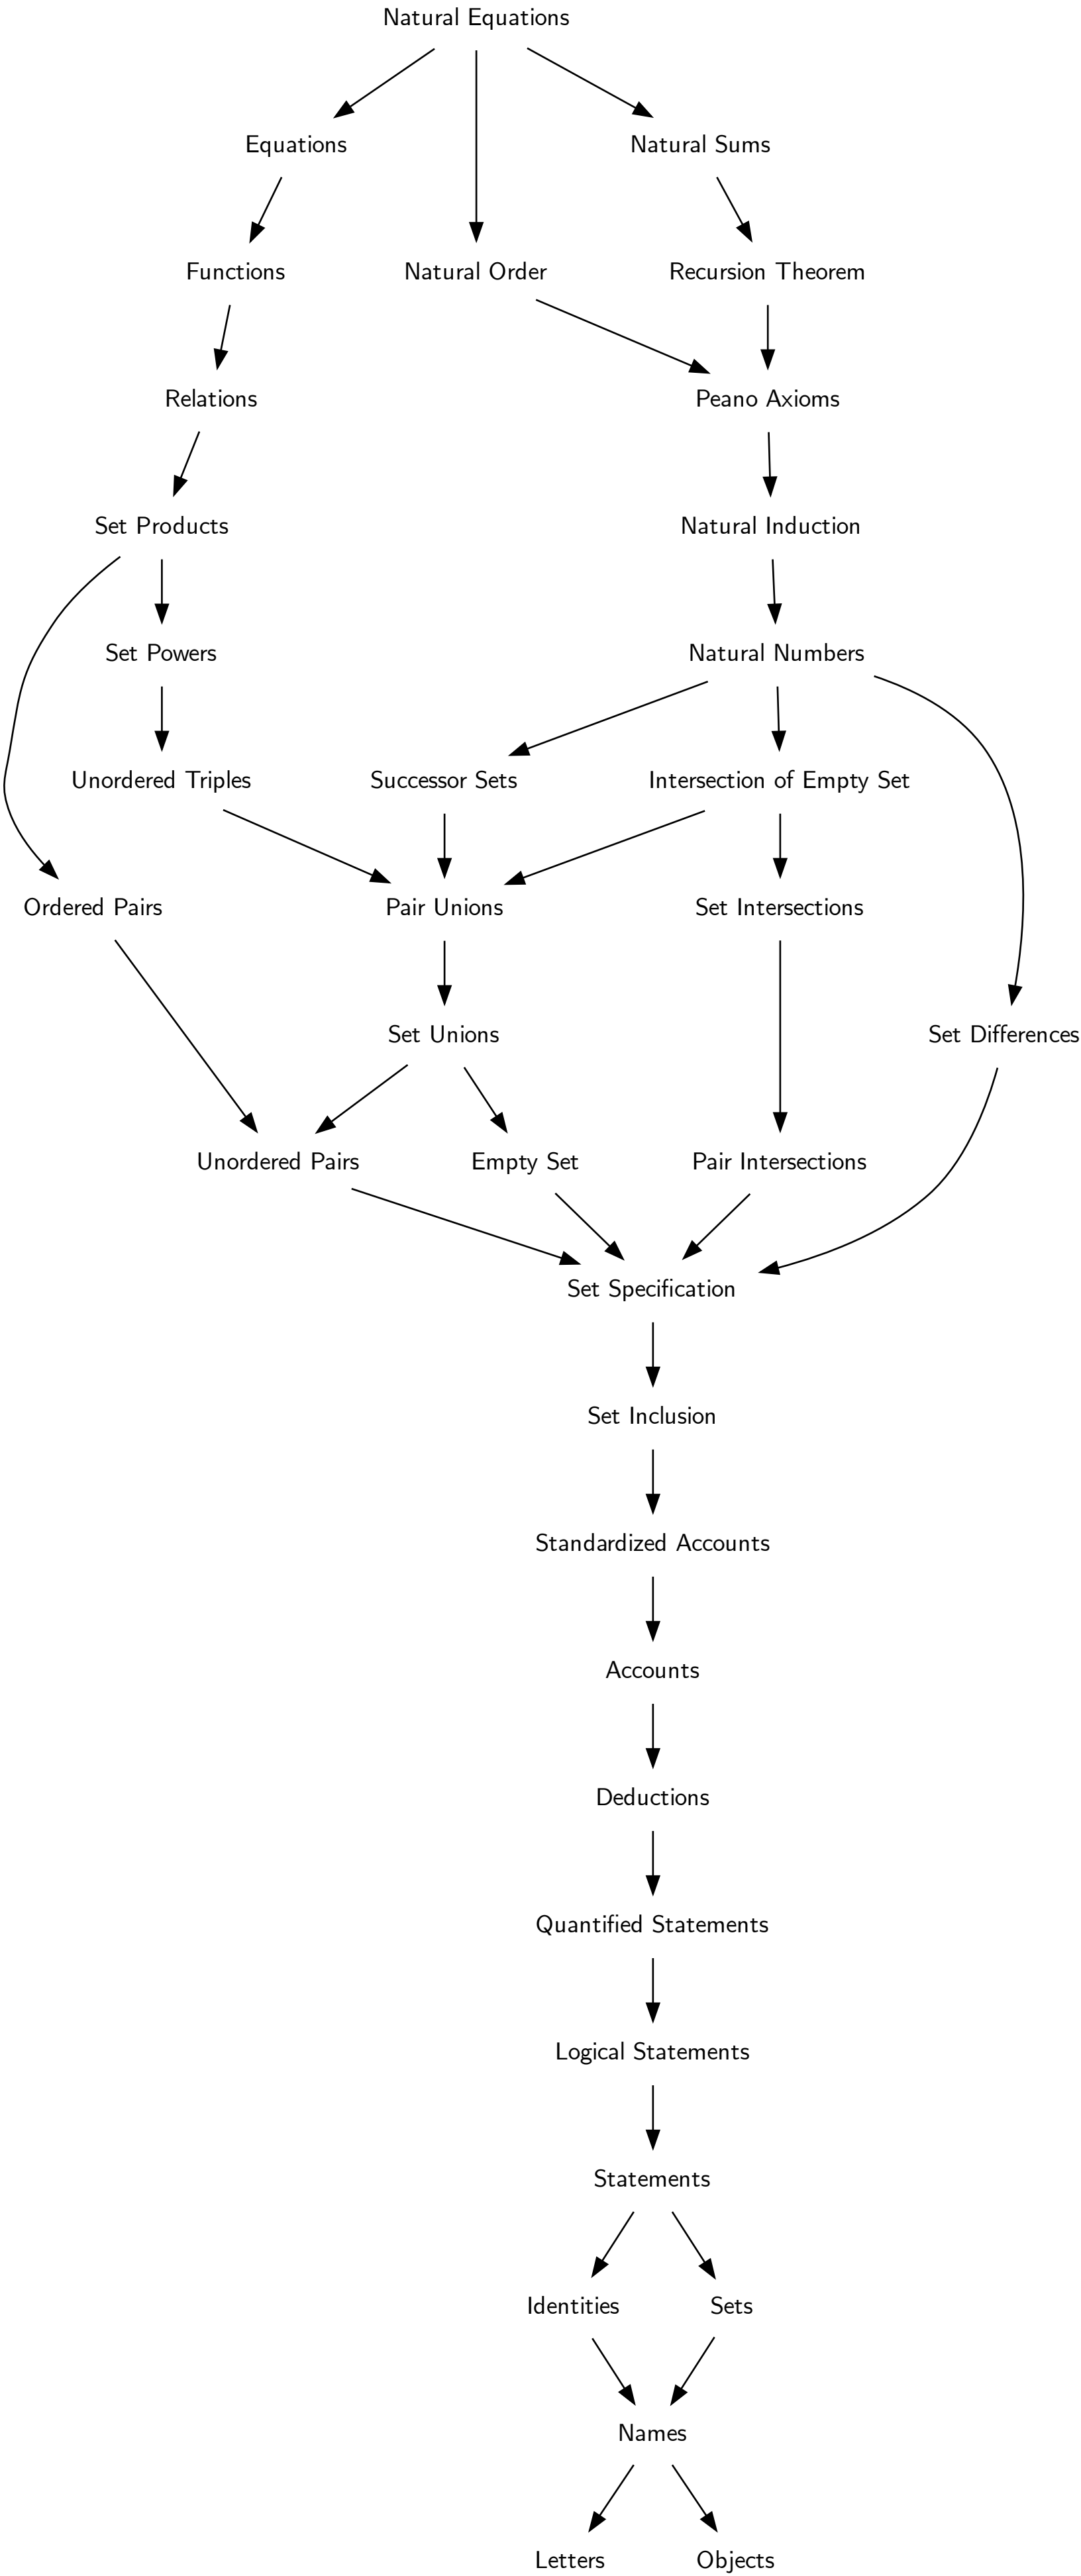 Natural Equations
Equations
Natural Sums
Functions
Natural Order
Recursion Theorem
Relations
Peano Axioms
Set Products
Natural Induction
Set Powers
Natural Numbers
Unordered Triples
Successor Sets
Intersection of Empty Set
Ordered Pairs
Pair Unions
Set Intersections
Set Unions
Set Differences
Unordered Pairs
Empty Set
Pair Intersections
Set Specification
Set Inclusion
Standardized Accounts
Accounts
Deductions
Quantified Statements
Logical Statements
Statements
Identities
Sets
Names
Letters
Objects